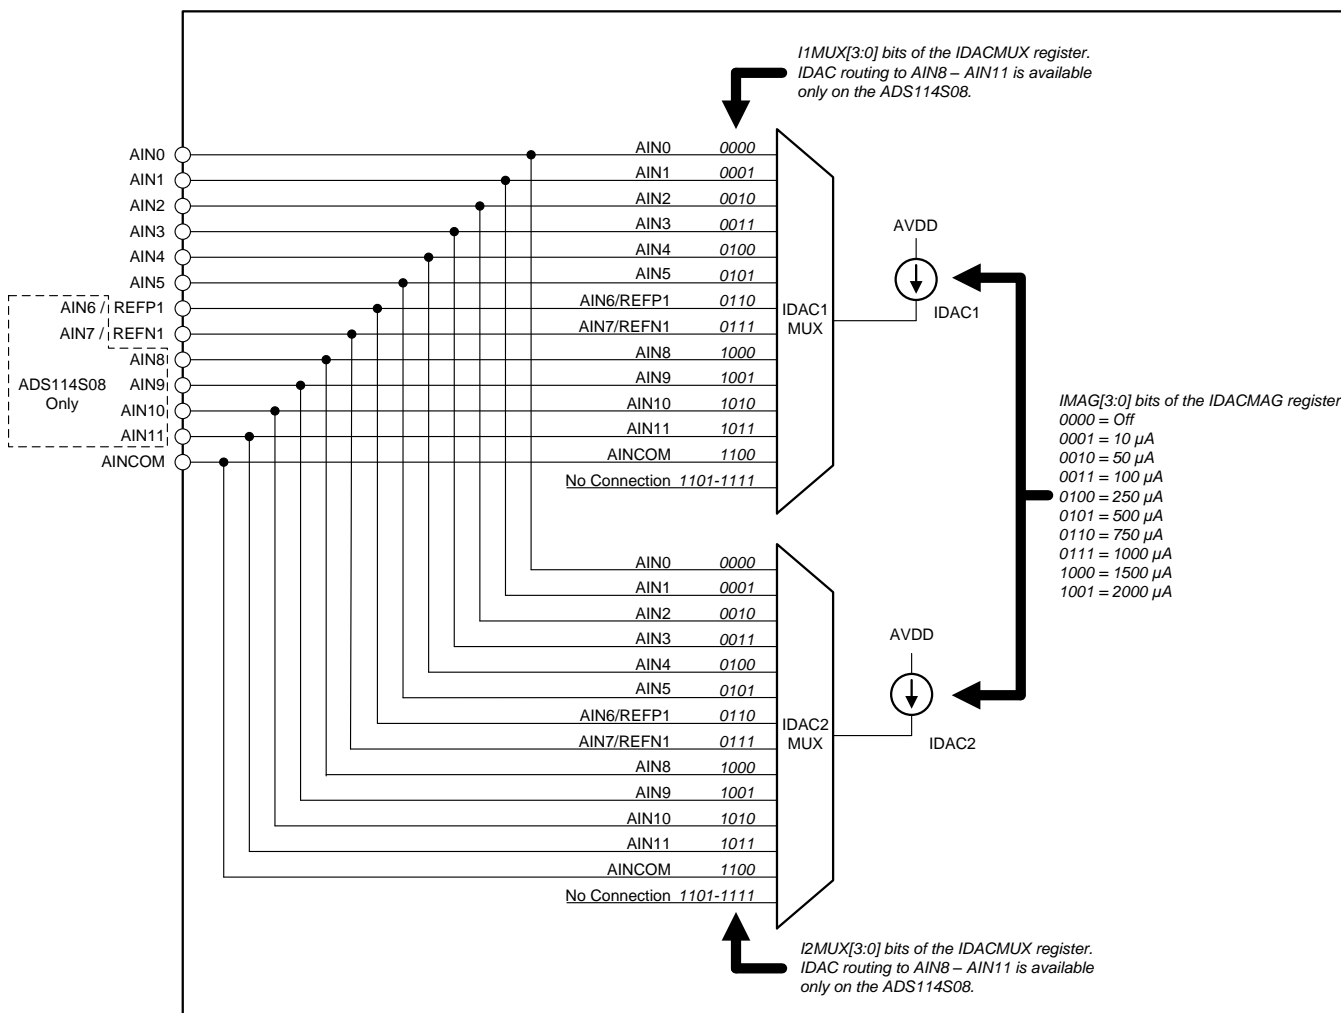 I1MUX[3:0] bits of the IDACMUX register.
IDAC routing to AIN8 – AIN11 is available
only on the ADS114S08.
AIN0
AIN1
AIN2
AIN3
AIN4
AIN5
AIN6 / REFP1
AIN7 / REFN1
AIN8
AIN9
AIN10
AIN11
AINCOM
ADS114S08
Only
AIN0 0000
AIN1 0001
AIN2 0010
AIN3 0011
AIN4 0100
AIN5 0101
AIN6/REFP1 0110
AIN7/REFN1 0111
AIN8 1000
AIN9 1001
AIN10 1010
AIN11 1011
AINCOM 1100
No Connection 1101-1111
IDAC1
MUX
AVDD
IDAC1
IMAG[3:0] bits of the IDACMAG register
0000 = Off
0001 = 10 μA
0010 = 50 μA
0011 = 100 μA
0100 = 250 μA
0101 = 500 μA
0110 = 750 μA
0111 = 1000 μA
1000 = 1500 μA
1001 = 2000 μA
AIN0 0000
AIN1 0001
AIN2 0010
AIN3 0011
AIN4 0100
AIN5 0101
AIN6/REFP1 0110
AIN7/REFN1 0111
AIN8 1000
AIN9 1001
AIN10 1010
AIN11 1011
AINCOM 1100
No Connection 1101-1111
IDAC2
MUX
AVDD
IDAC2
I2MUX[3:0] bits of the IDACMUX register.
IDAC routing to AIN8 – AIN11 is available
only on the ADS114S08.